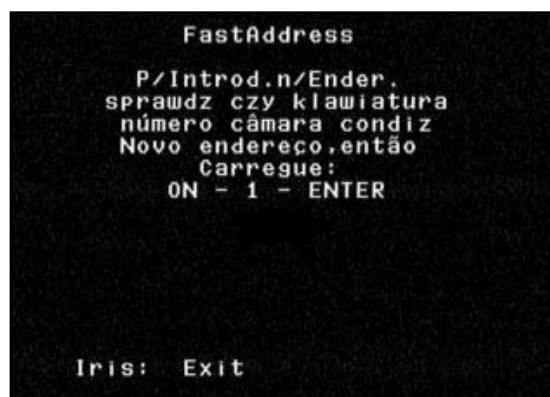 FastAddress
P/Introd.n/Ender.
sprawdz czy klawiatura
número câmara condiz
Novo endereço,então
Carregue:
ON - 1 - ENTER
Iris: Exit